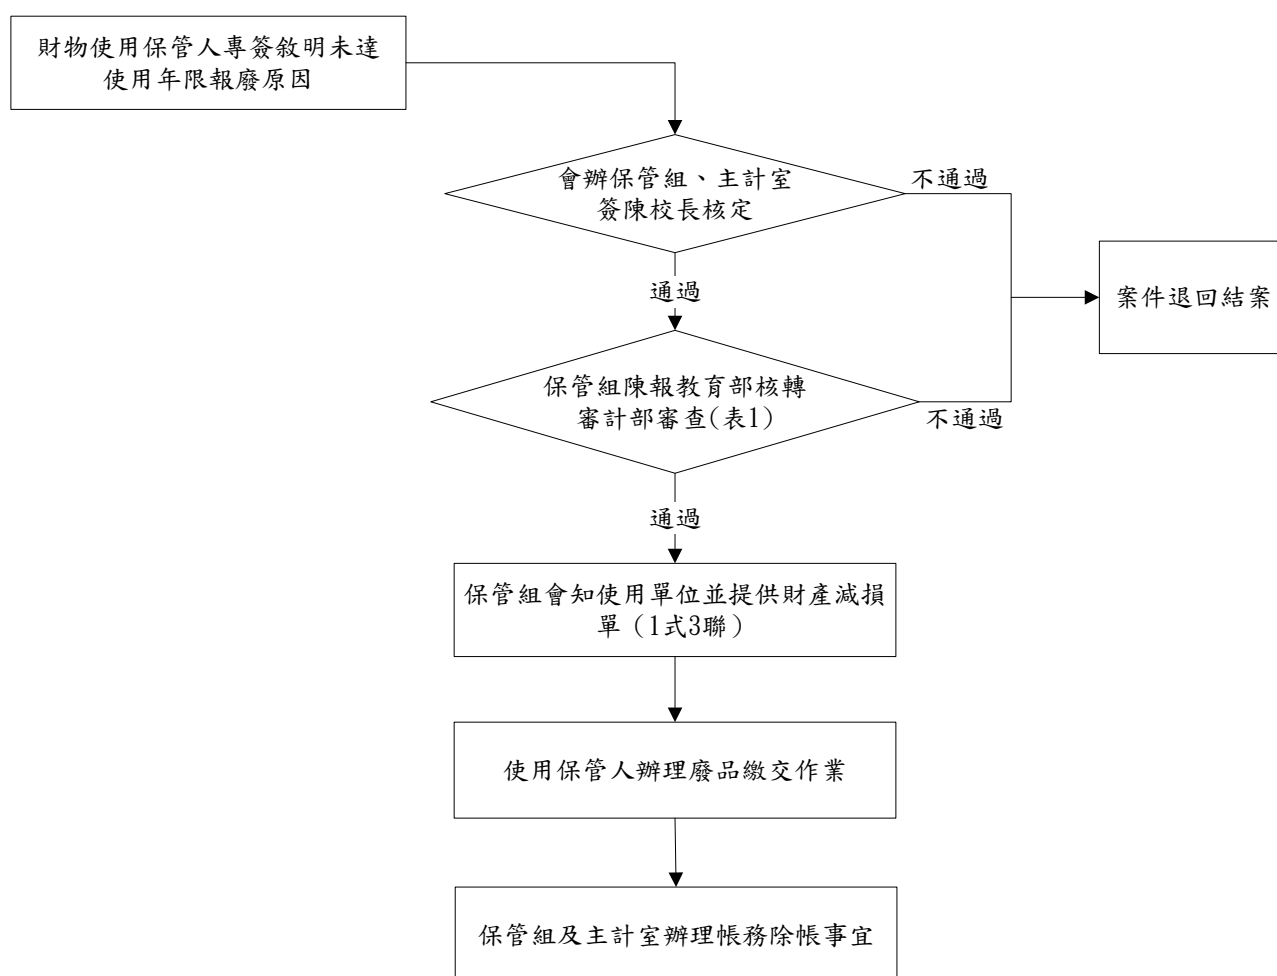 財物使用保管人專簽敘明未達
使用年限報廢原因
會辦保管組、主計室
簽陳校長核定
不通過
通過
案件退回結案
保管組陳報教育部核轉
審計部審查(表1)
不通過
通過
保管組會知使用單位並提供財產減損
單（1式3聯）
使用保管人辦理廢品繳交作業
保管組及主計室辦理帳務除帳事宜